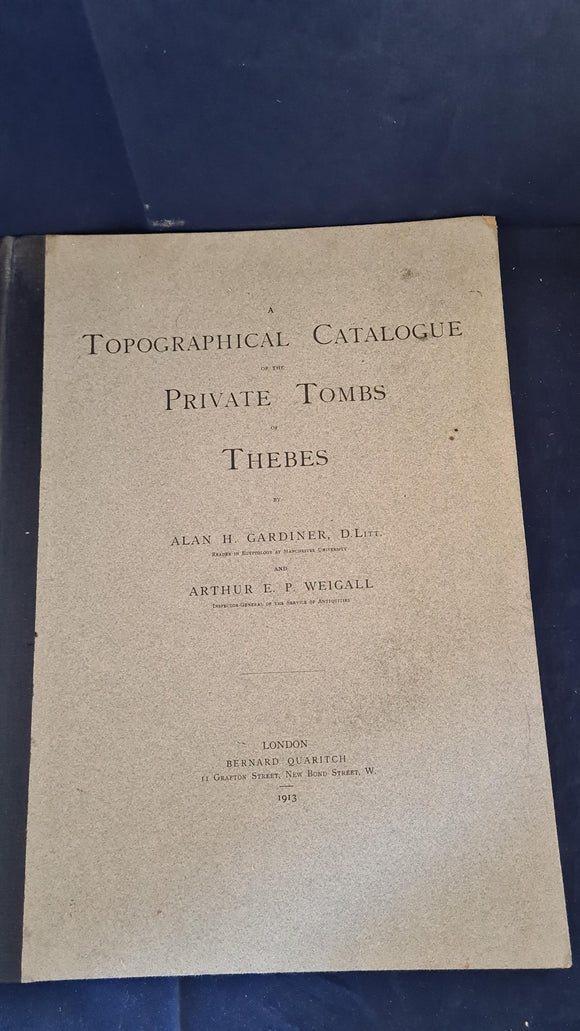 A
TOPOGRAPHICAL CATALOGUE
OF THE
PRIVATE TOMBS
OF
THEBES
BY
ALAN H. GARDINER, D.LITT.
READER IN EGYPTOLOGY AT MANCHESTER UNIVERSITY
AND
ARTHUR E. P. WEIGALL
INSPECTOR-GENERAL OF THE SERVICE OF ANTIQUITIES
LONDON
BERNARD QUARITCH
11 GRAFTON STREET, NEW BOND STREET, W.
1913